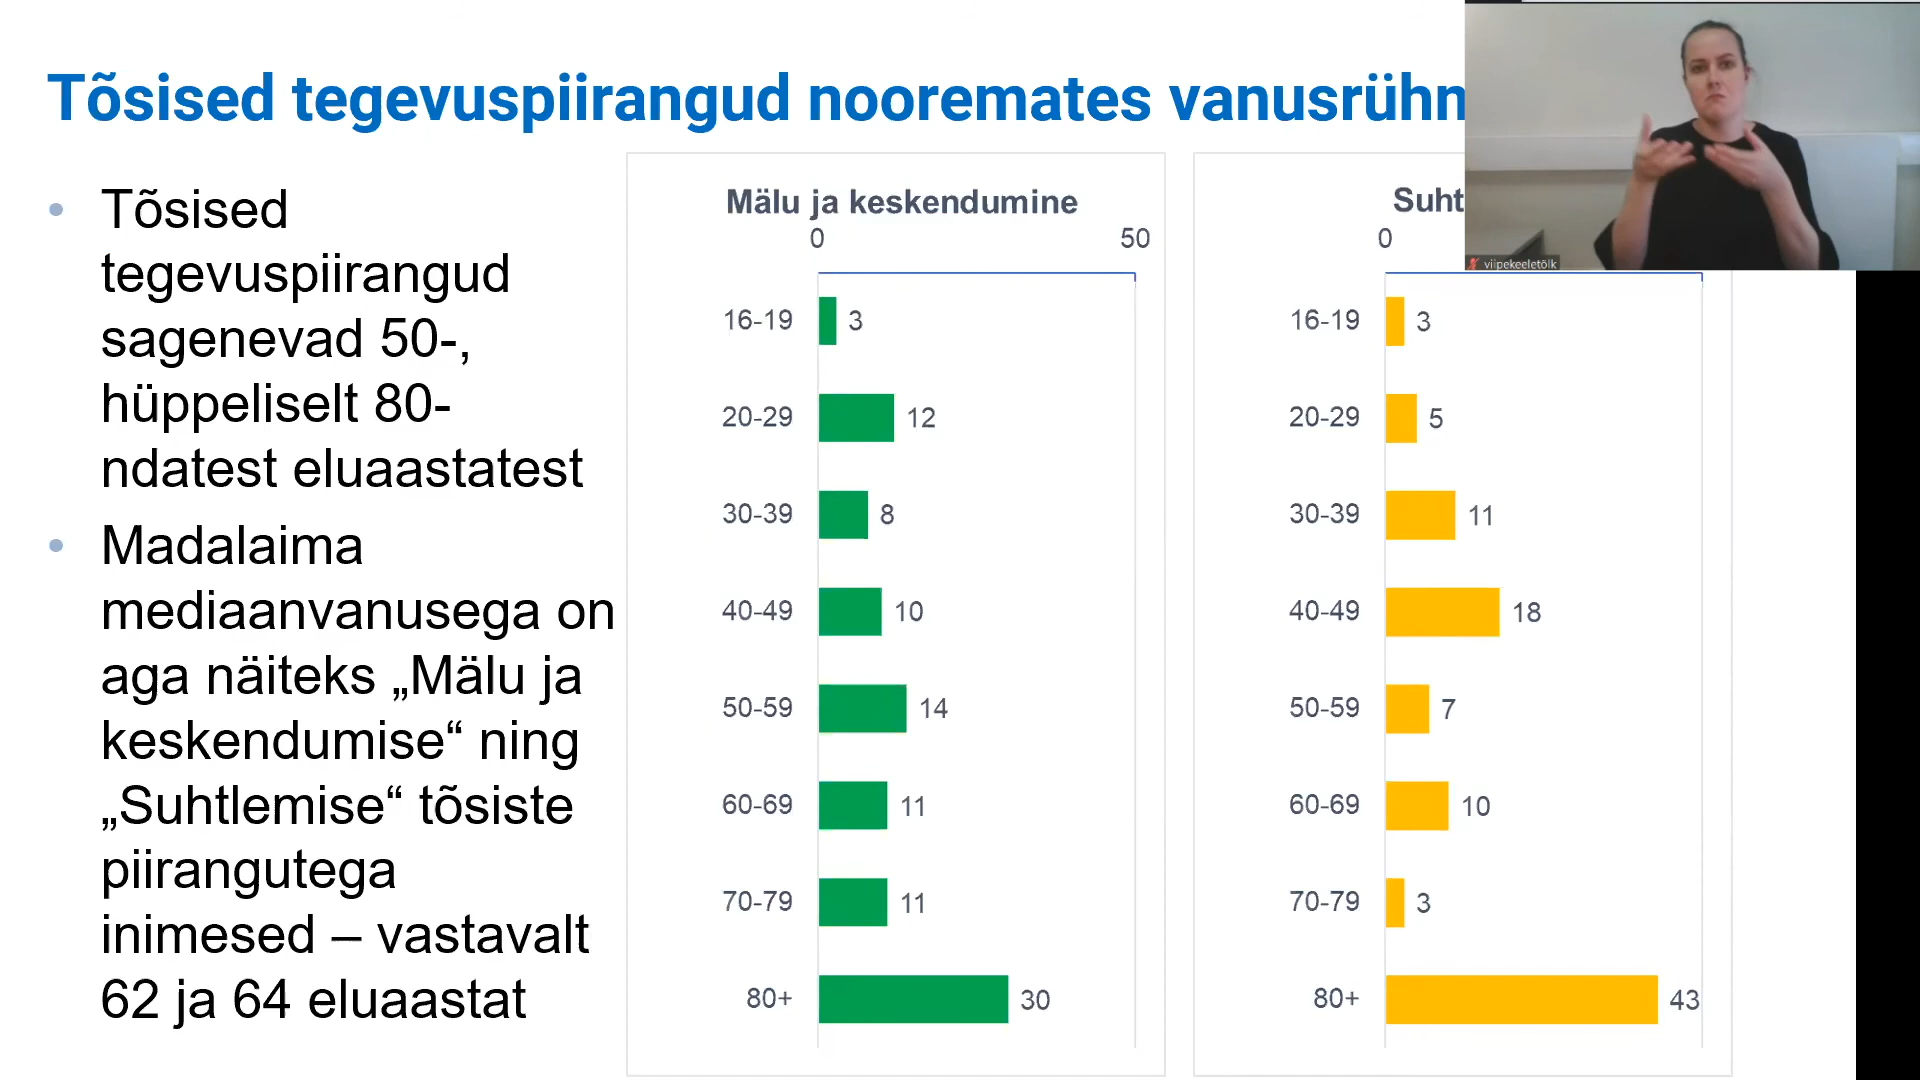 Tõsised tegevuspiirangud nooremates
Tõsised
tegevuspiirangud
sagenevad 50-,
hüppeliselt 80-
ndatest eluaastatest
Madalaima
mediaanvanusega on
aga näiteks „Mälu ja
keskendumise“ ning
„Suhtlemise“ tõsiste
piirangutega
inimesed – vastavalt
62 ja 64 eluaastat
Mälu ja keskendumine
0 50
16-19 3
20-29 12
30-39 8
40-49 10
50-59 14
60-69 11
70-79 11
80+ 30
0
16-19 3
20-29 5
30-39 11
40-49 18
50-59 7
60-69 10
70-79 3
80+ 43
viipekeeletõlk